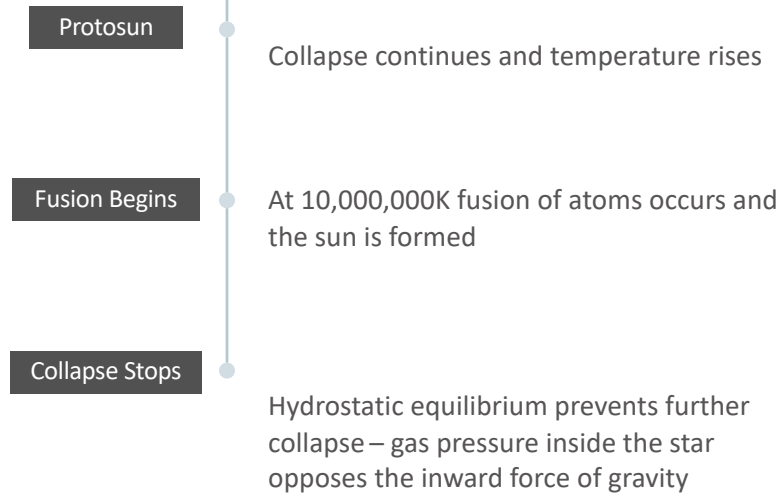 Protosun
Collapse continues and temperature rises
Fusion Begins
At 10,000,000K fusion of atoms occurs and
the sun is formed
Collapse Stops
Hydrostatic equilibrium prevents further
collapse – gas pressure inside the star
opposes the inward force of gravity